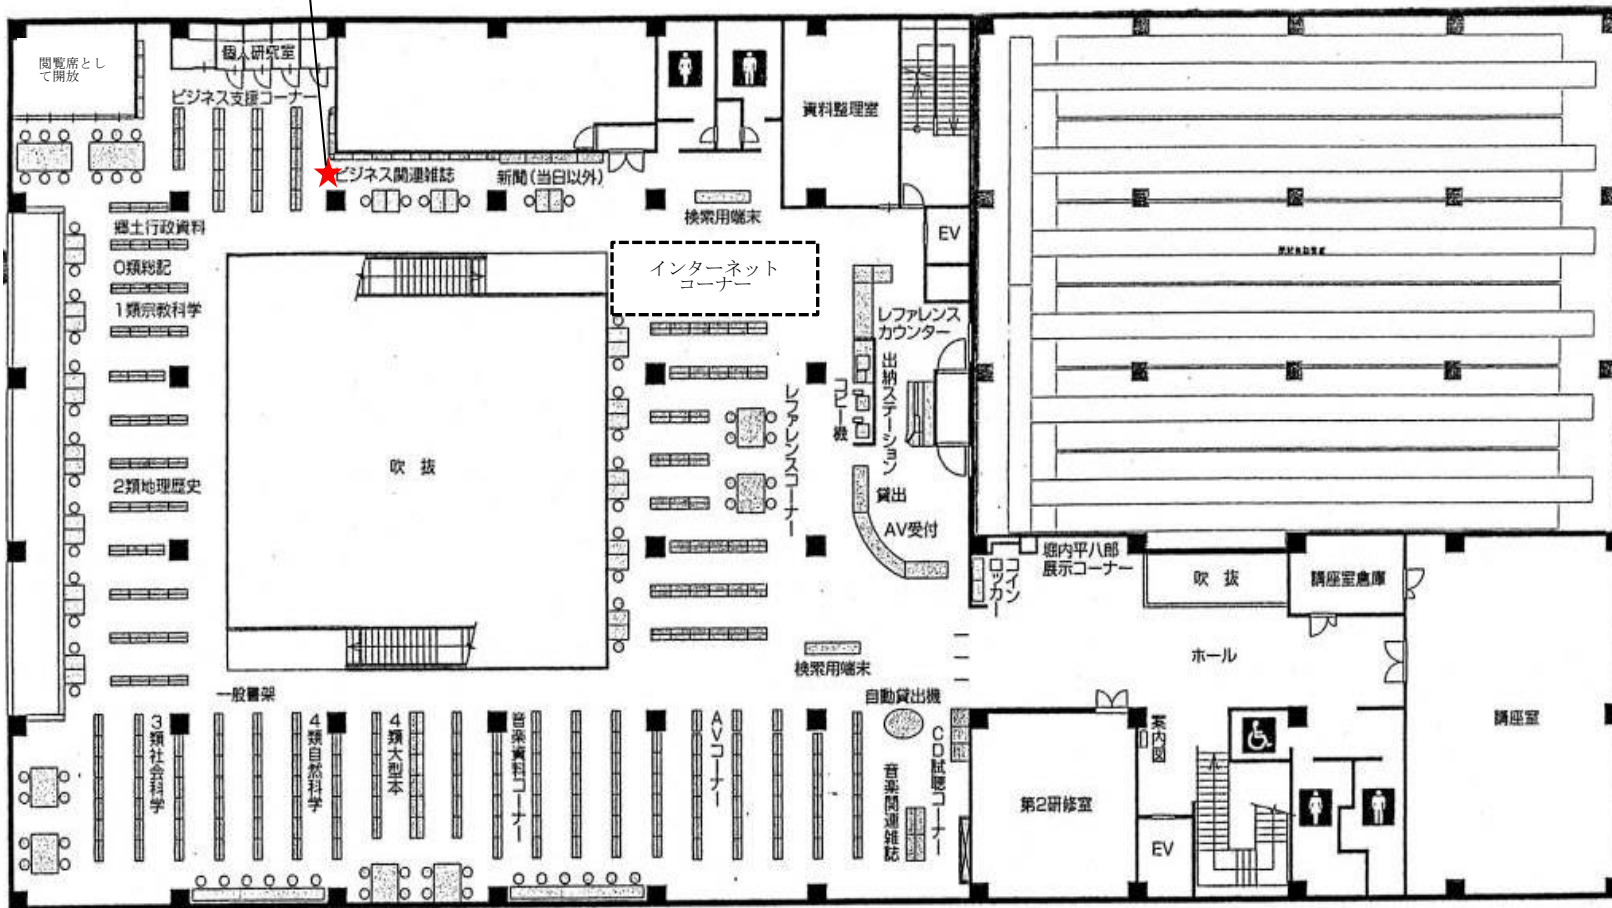 閲覧席とし
て開放
個人研究室
ビジネス支援コーナー
資料整理室
ビジネス関連雑誌
新聞(当日以外)
検索用端末
郷土行政資料
EV
0類総記
インターネット
コーナー
1類宗教科学
レファレンス
カウンター
出納ステーション
コピー機
レファレンスコーナー
吹 抜
2類地理歴史
貸出
AV受付
コイン
ロッカー
堀内平八郎
展示コーナー
吹 抜
講座室倉庫
ホール
検索用端末
自動貸出機
一般書架
3類社会科学
4類自然科学
4類大型本
音楽資料コーナー
AVコーナー
音楽関連雑誌
CD試聴コーナー
案内図
講座室
第2研修室
EV